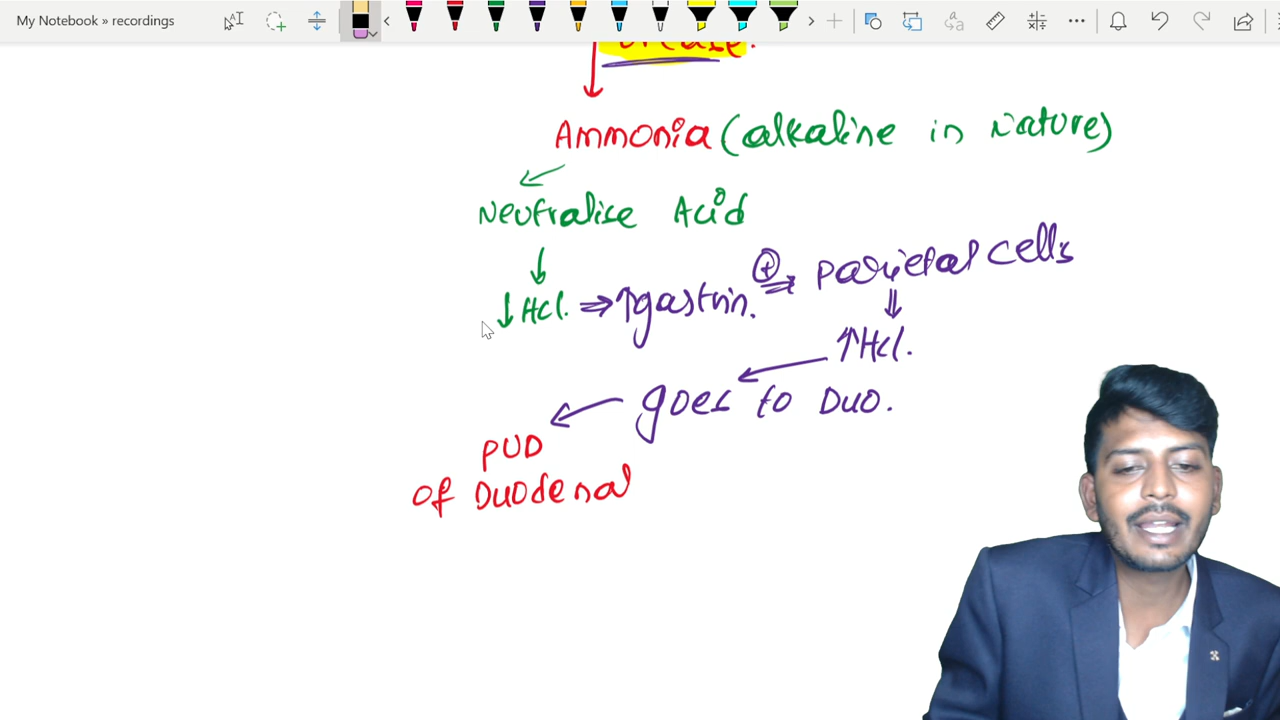 My Notebook » recordings
urease.
Ammonia (alkaline in Nature)
Neutralise Acid
↓ HCl. ⇒ ↑gastrin. ⊕⇒ parietal cells
⇓
↑HCl.
goes to Duo.
PUD
of Duodenal